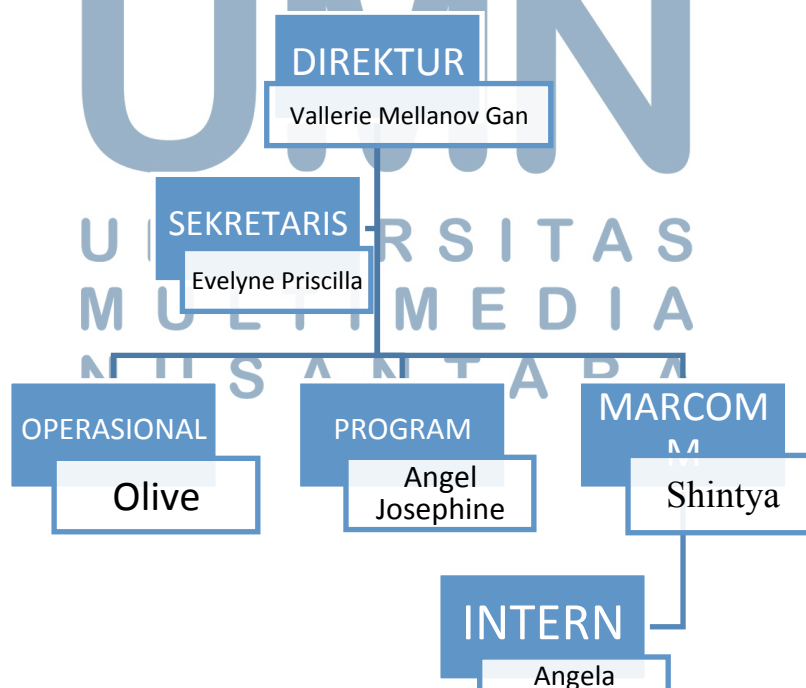 UMN
DIREKTUR
Vallerie Mellanov Gan
SEKRETARIS
Evelyne Priscilla
U RSITAS
MULTIMEDIA
NUSANTARA
OPERASIONAL
Olive
PROGRAM
Angel
Josephine
MARCOM
M
Shintya
INTERN
Angela